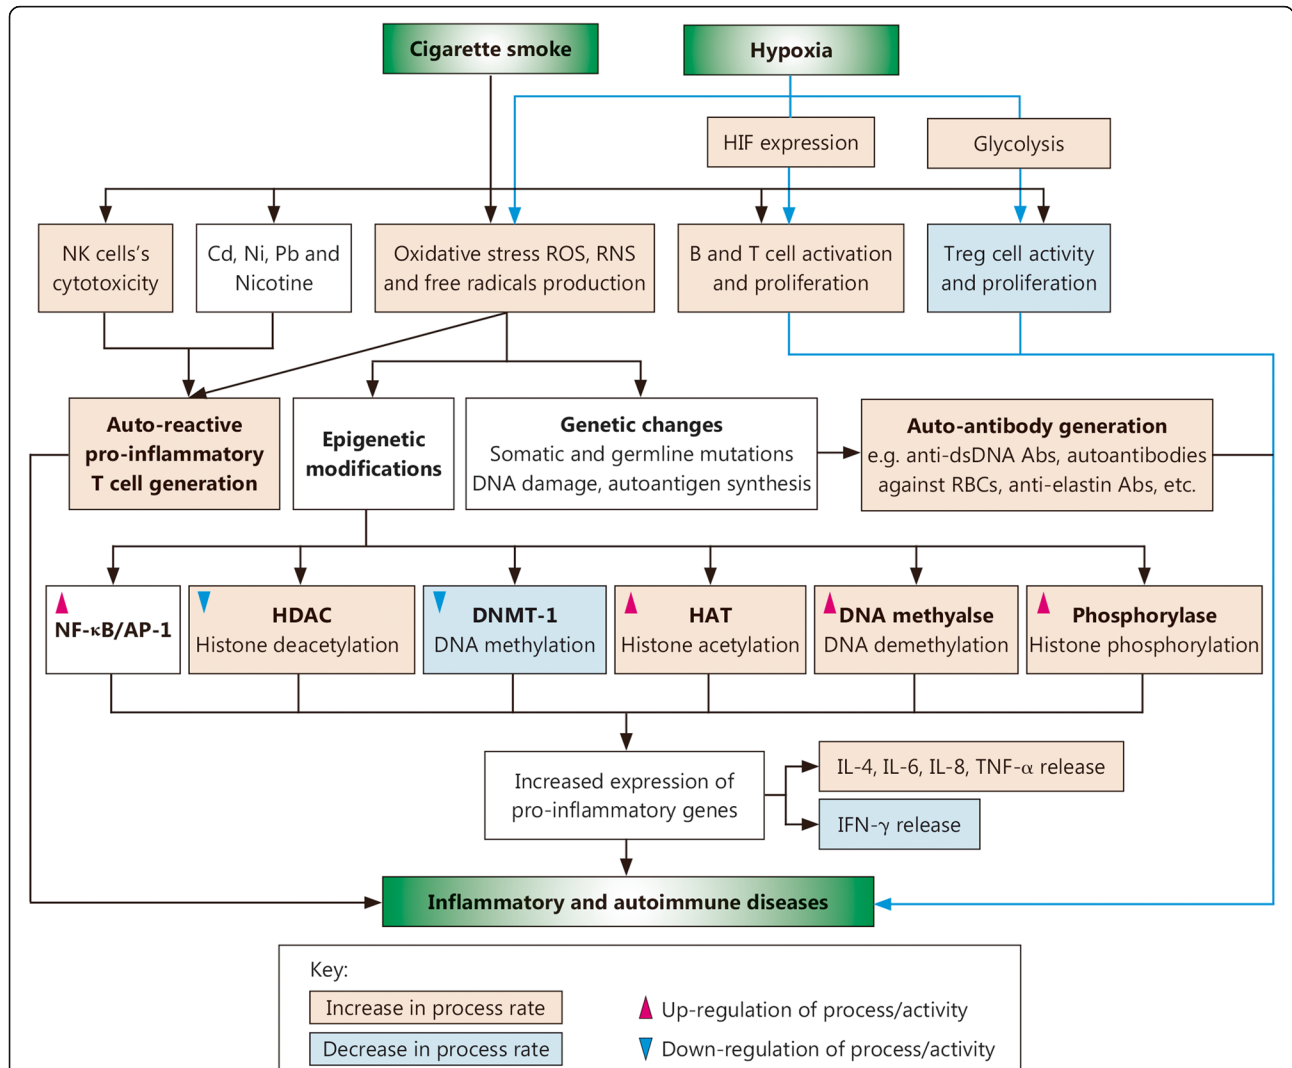 Cigarette smoke
Hypoxia
HIF expression
Glycolysis
NK cells's
cytotoxicity
Cd, Ni, Pb and
Nicotine
Oxidative stress ROS, RNS
and free radicals production
B and T cell activation
and proliferation
Treg cell activity
and proliferation
Auto-reactive
pro-inflammatory
T cell generation
Epigenetic
modifications
Genetic changes
Somatic and germline mutations
DNA damage, autoantigen synthesis
Auto-antibody generation
e.g. anti-dsDNA Abs, autoantibodies
against RBCs, anti-elastin Abs, etc.
NF-κB/AP-1
HDAC
Histone deacetylation
DNMT-1
DNA methylation
HAT
Histone acetylation
DNA methyalse
DNA demethylation
Phosphorylase
Histone phosphorylation
Increased expression of
pro-inflammatory genes
IL-4, IL-6, IL-8, TNF-α release
IFN-γ release
Inflammatory and autoimmune diseases
Key:
Increase in process rate
Up-regulation of process/activity
Decrease in process rate
Down-regulation of process/activity